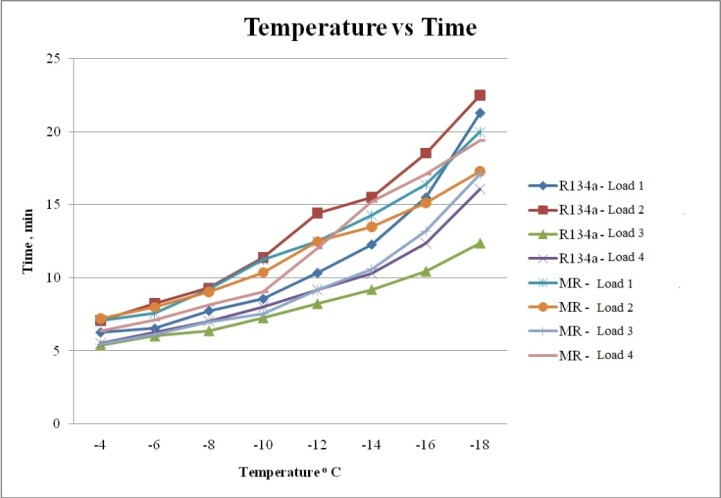 Temperature vs Time
25
20
15
10
5
0
Time , min
-4 -6 -8 -10 -12 -14 -16 -18
Temperature º C
R134a - Load 1
R134a - Load 2
R134a - Load 3
R134a - Load 4
MR - Load 1
MR - Load 2
MR - Load 3
MR - Load 4